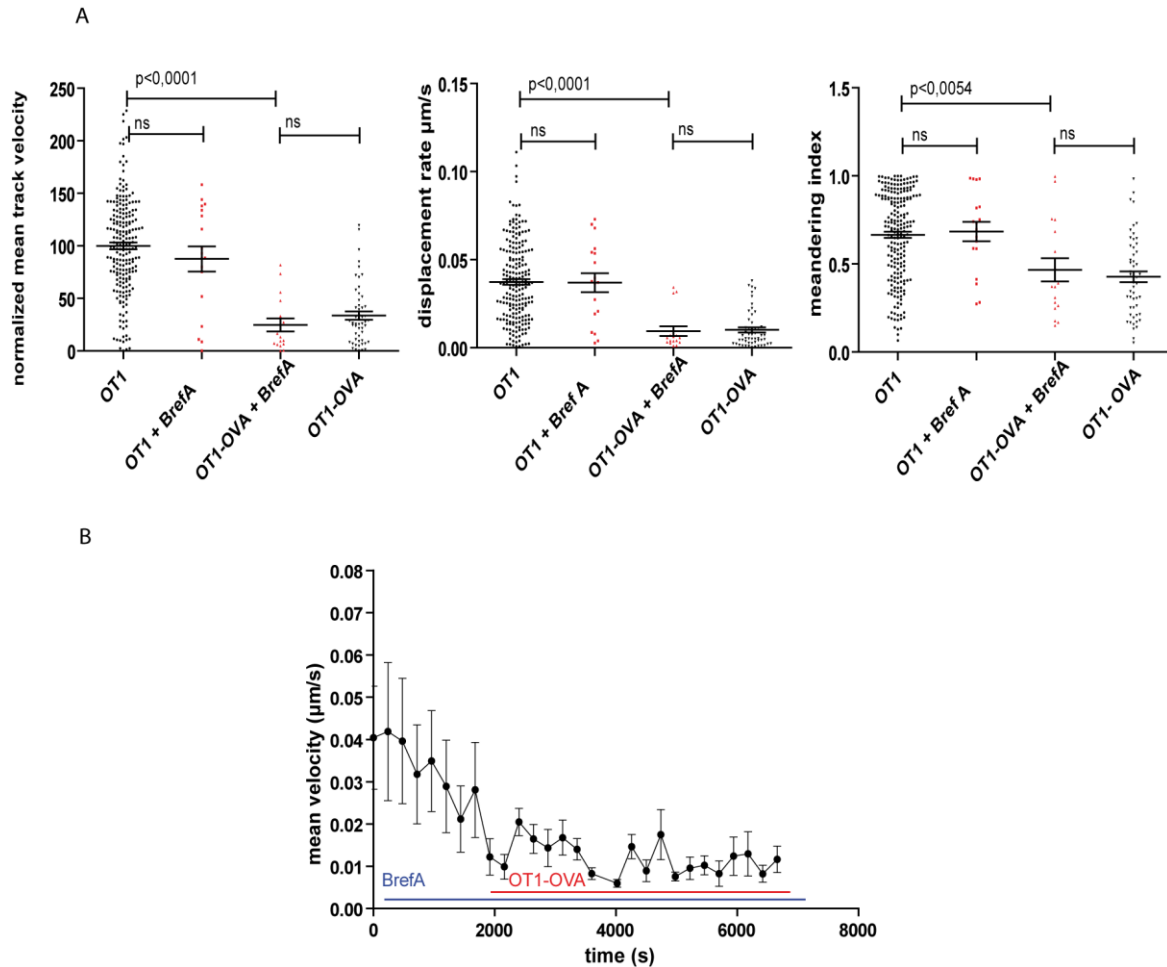 A
normalized mean track velocity
250
200
150
100
50
0
p<0,0001
ns
ns
OT1
OT1 + BrefA
OT1-OVA + BrefA
OT1-OVA
displacement rate µm/s
0.15
0.10
0.05
0.00
p<0,0001
ns
ns
OT1
OT1 + Bref A
OT1-OVA + BrefA
OT1-OVA
meandering index
1.5
1.0
0.5
0.0
p<0,0054
ns
ns
OT1
OT1 + BrefA
OT1-OVA + BrefA
OT1- OVA
B
mean velocity (µm/s)
0.08
0.07
0.06
0.05
0.04
0.03
0.02
0.01
0.00
BrefA
OT1-OVA
0
2000
4000
6000
8000
time (s)